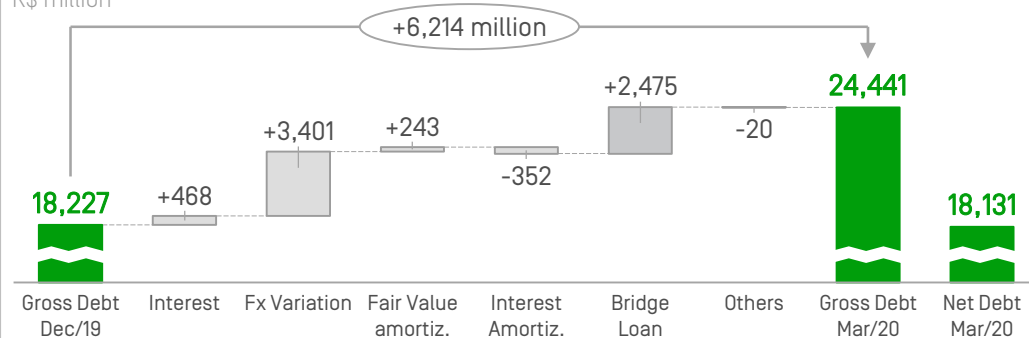 R$ million
+6,214 million
18,227
+468
+3,401
+243
-352
+2,475
-20
24,441
18,131
Gross Debt
Dec/19
Interest
Fx Variation
Fair Value
amortiz.
Interest
Amortiz.
Bridge
Loan
Others
Gross Debt
Mar/20
Net Debt
Mar/20